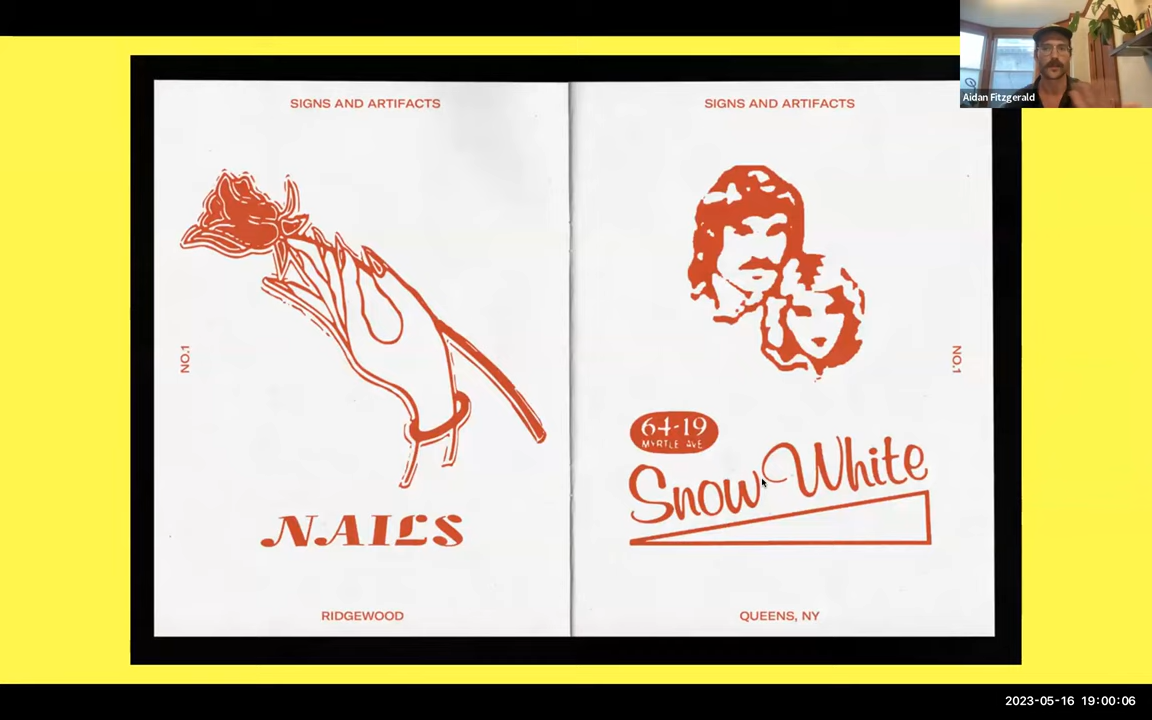 Aidan Fitzgerald
SIGNS AND ARTIFACTS
NO.1
NAILS
RIDGEWOOD
SIGNS AND ARTIFACTS
NO.1
64-19
MYRTLE AVE
Snow White
QUEENS, NY
2023-05-16 19:00:06